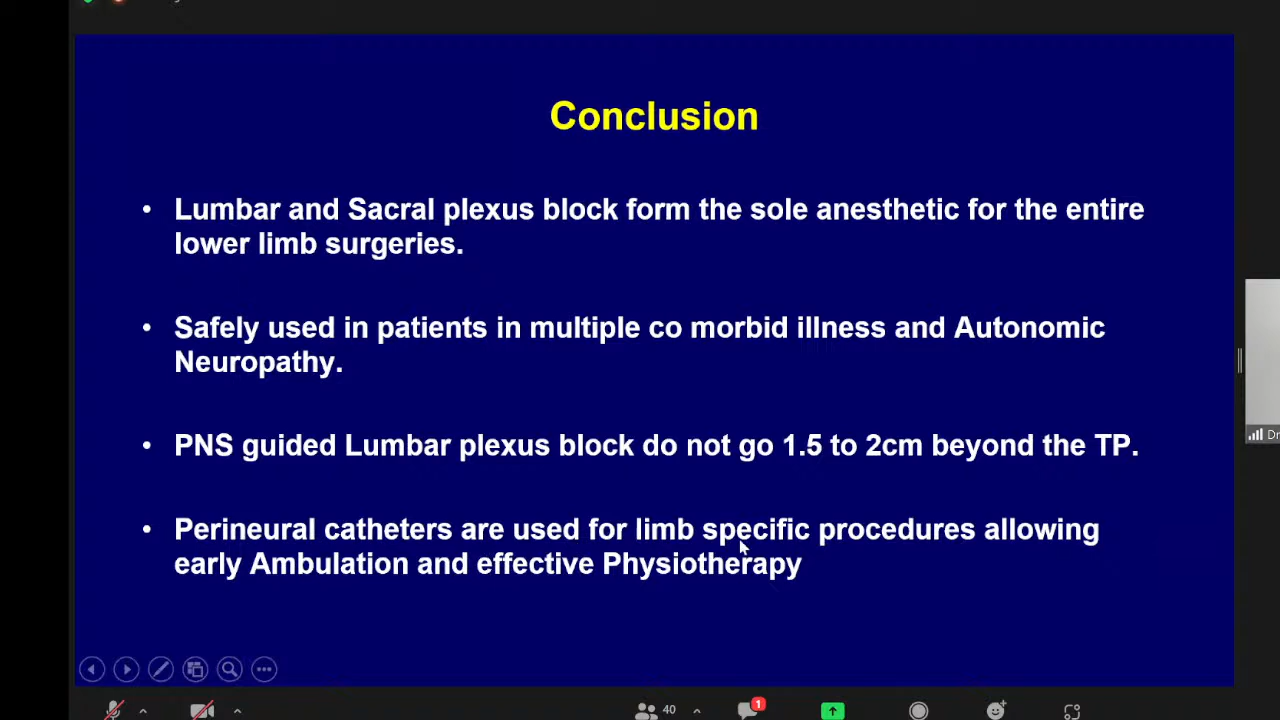 Conclusion
• Lumbar and Sacral plexus block form the sole anesthetic for the entire
lower limb surgeries.
• Safely used in patients in multiple co morbid illness and Autonomic
Neuropathy.
• PNS guided Lumbar plexus block do not go 1.5 to 2cm beyond the TP.
• Perineural catheters are used for limb specific procedures allowing
early Ambulation and effective Physiotherapy
Dr
40
1